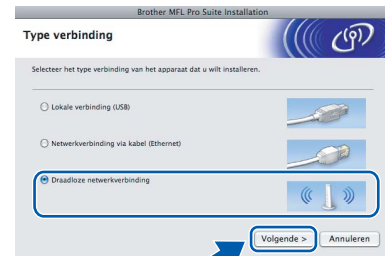 Brother MFL Pro Suite Installation
Type verbinding
Selecteer het type verbinding van het apparaat dat u wilt installeren.
Lokale verbinding (USB)
Netwerkverbinding via kabel (Ethernet)
Draadloze netwerkverbinding
Volgende >
Annuleren